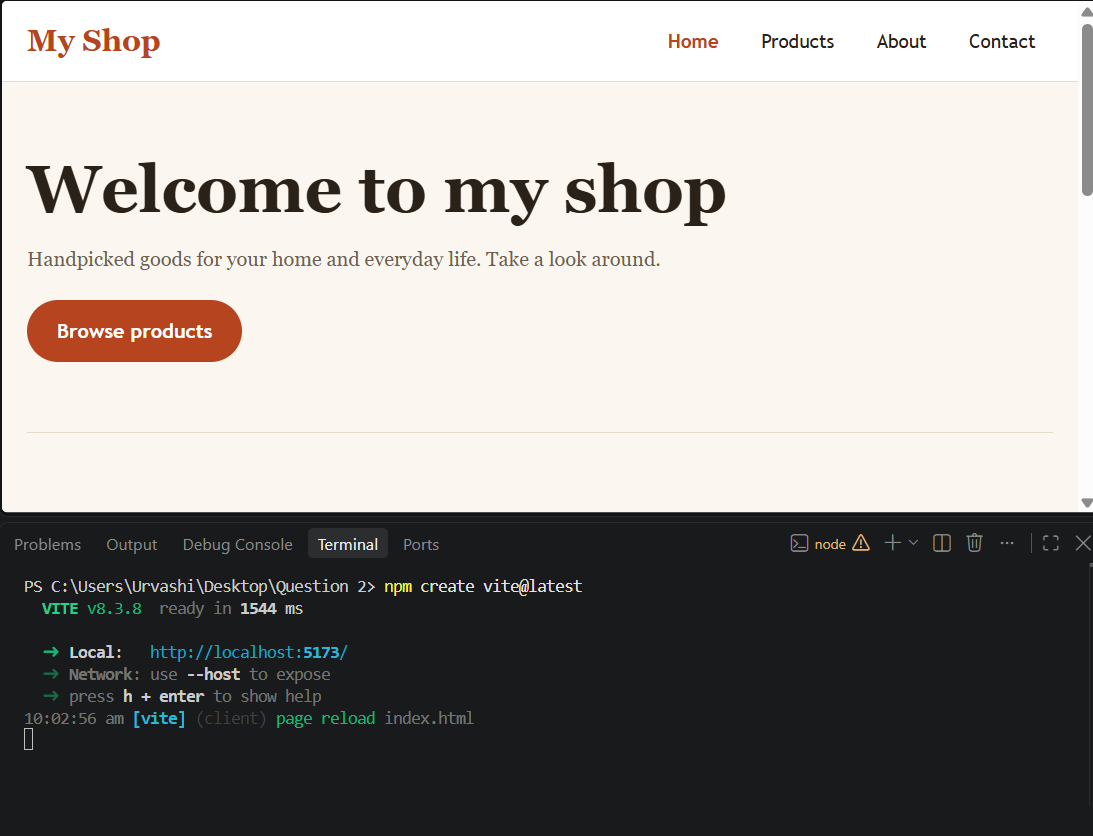 My Shop
Home Products About Contact
Welcome to my shop
Handpicked goods for your home and everyday life. Take a look around.
Browse products
Problems Output Debug Console Terminal Ports node
PS C:\Users\Urvashi\Desktop\Question 2> npm create vite@latest
VITE v8.3.8 ready in 1544 ms
➜ Local: http://localhost:5173/
➜ Network: use --host to expose
➜ press h + enter to show help
10:02:56 am [vite] (client) page reload index.html